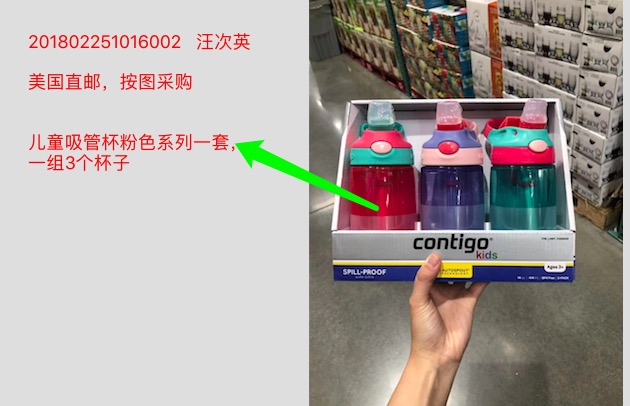 201802251016002 汪次英
美国直邮，按图采购
儿童吸管杯粉色系列一套，
一组3个杯子
contigo
kids
SPILL-PROOF
AUTOSPOUT
Ages 3+